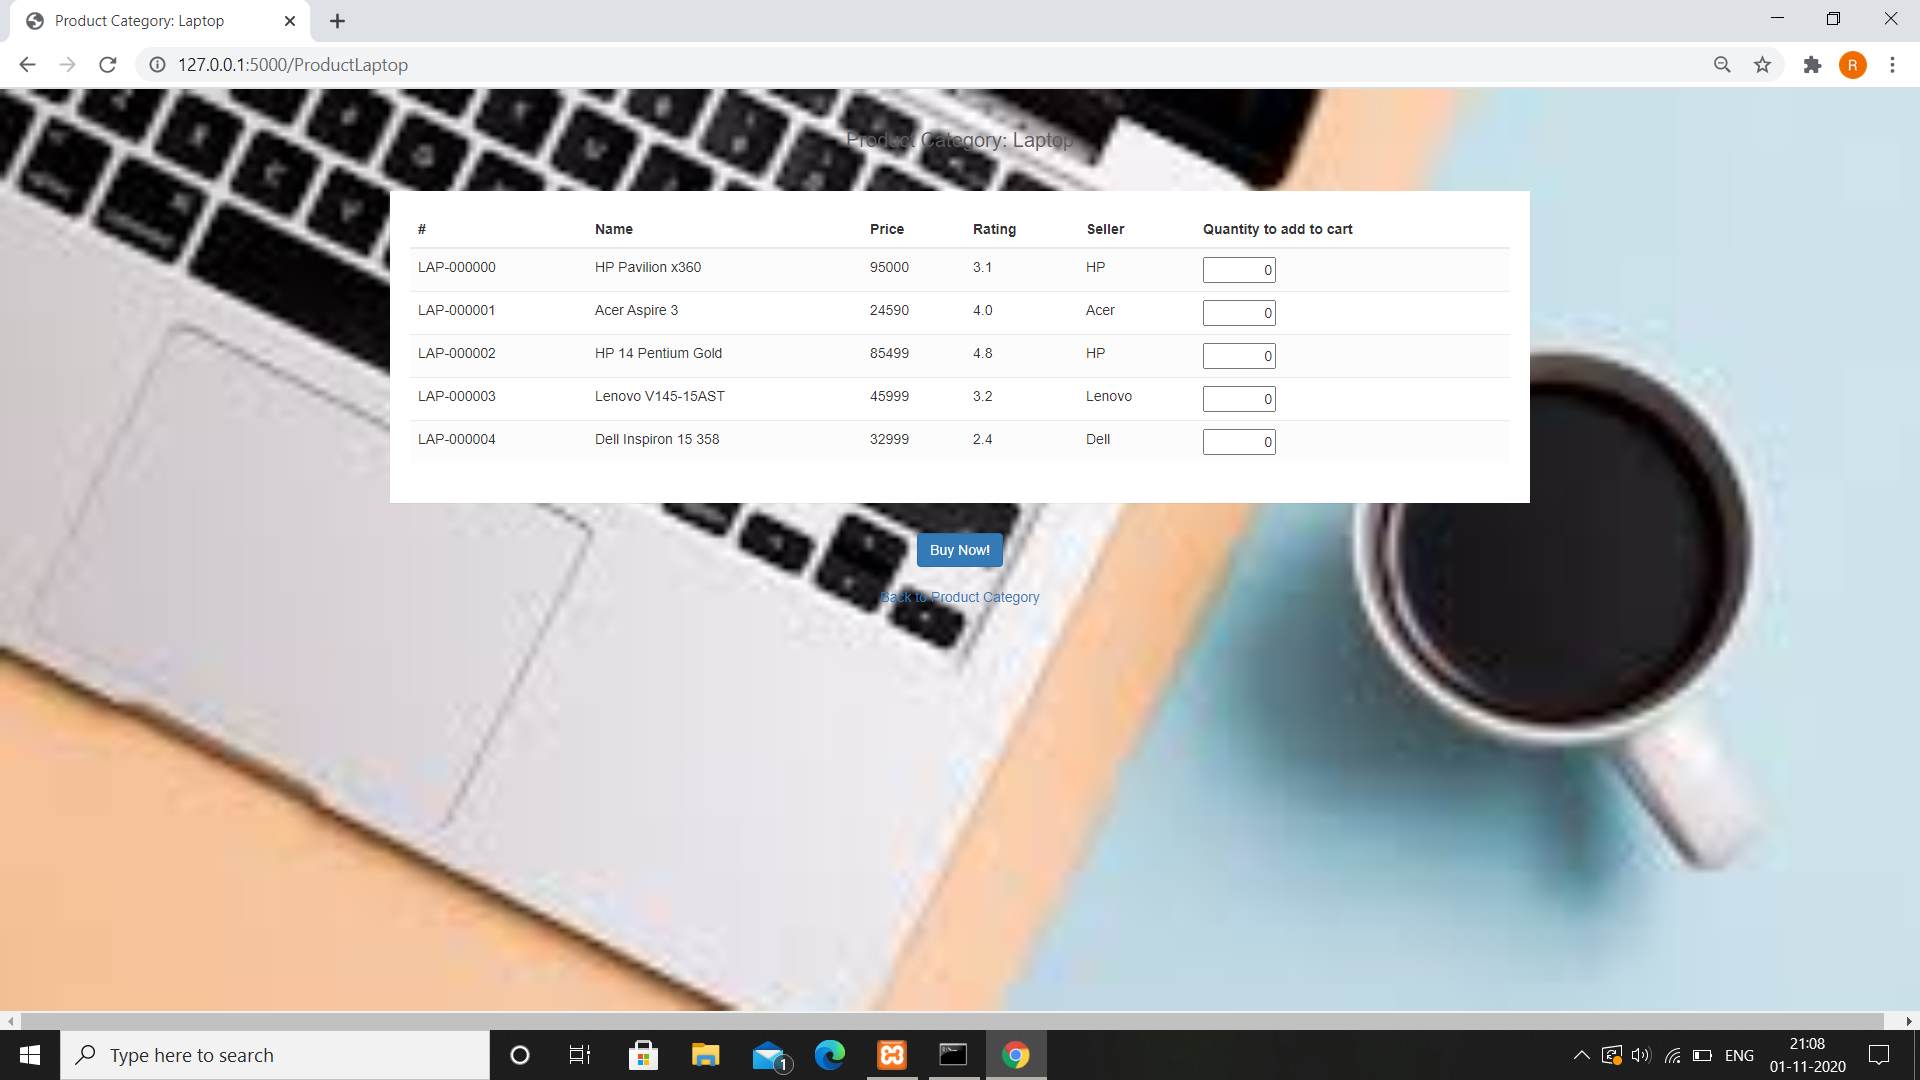 Product Category: Laptop
127.0.0.1:5000/ProductLaptop
R
Product Category: Laptop
# Name Price Rating Seller Quantity to add to cart
LAP-000000 HP Pavilion x360 95000 3.1 HP 0
LAP-000001 Acer Aspire 3 24590 4.0 Acer 0
LAP-000002 HP 14 Pentium Gold 85499 4.8 HP 0
LAP-000003 Lenovo V145-15AST 45999 3.2 Lenovo 0
LAP-000004 Dell Inspiron 15 358 32999 2.4 Dell 0
Buy Now!
Back to Product Category
Type here to search
1
ENG
21:08
01-11-2020